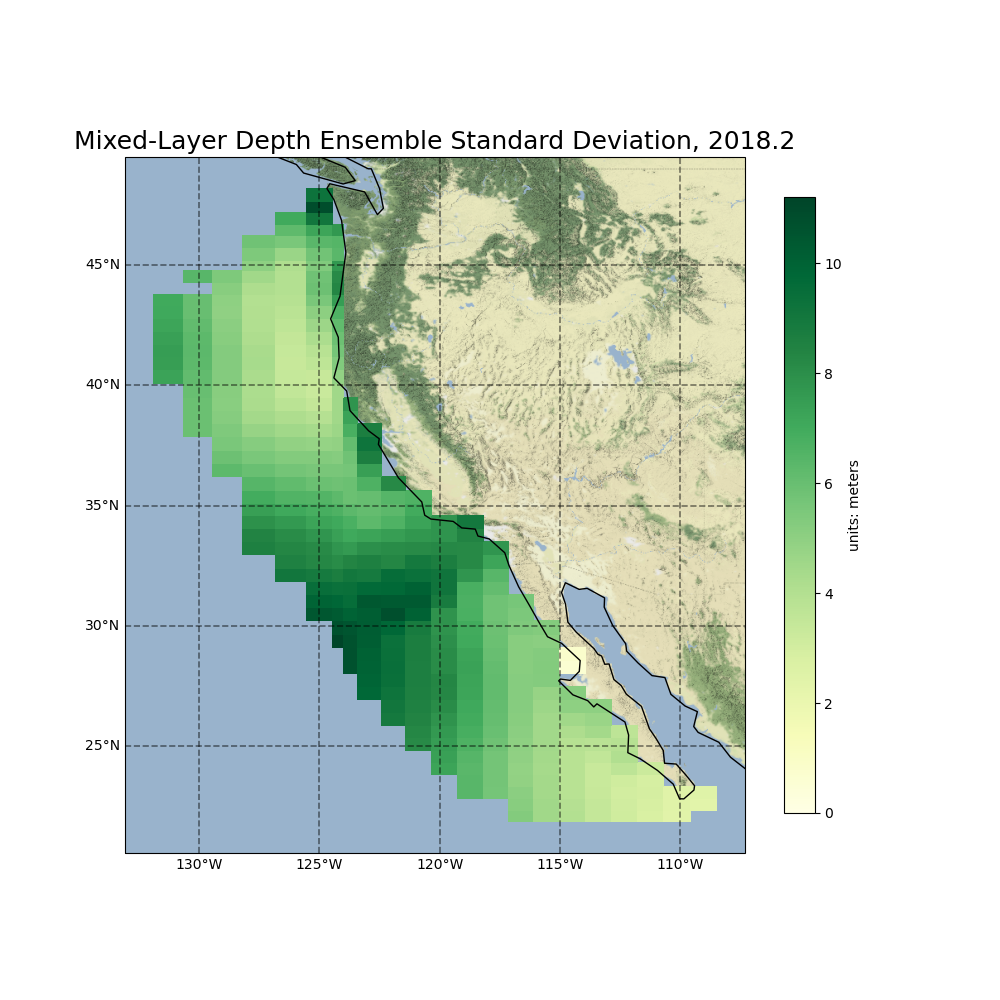 Mixed-Layer Depth Ensemble Standard Deviation, 2018.2
45°N
40°N
35°N
30°N
25°N
130°W
125°W
120°W
115°W
110°W
10
8
6
4
2
0
units: meters